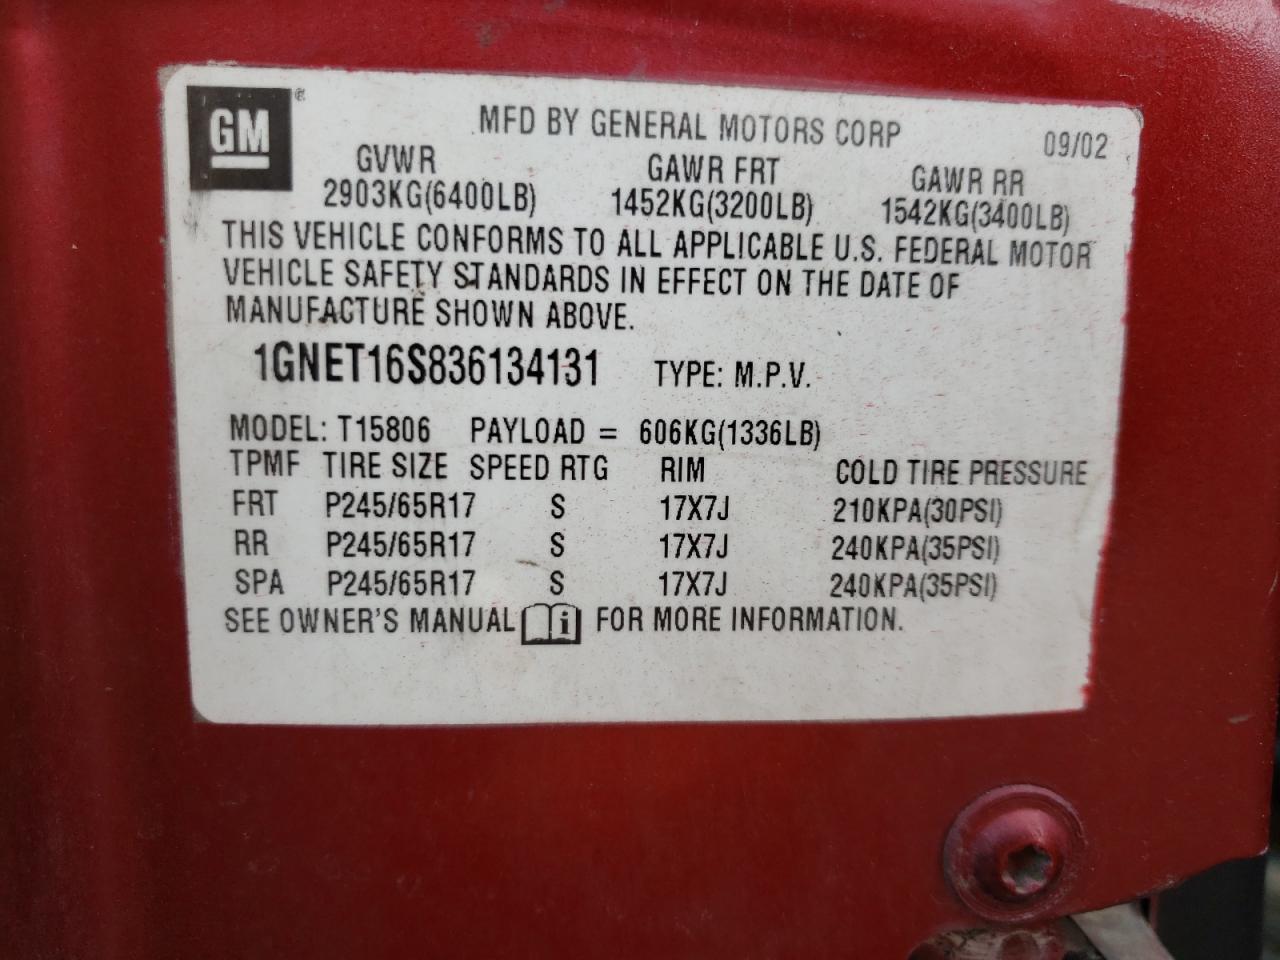 GM®
MFD BY GENERAL MOTORS CORP 09/02
GVWR GAWR FRT GAWR RR
2903KG(6400LB) 1452KG(3200LB) 1542KG(3400LB)
THIS VEHICLE CONFORMS TO ALL APPLICABLE U.S. FEDERAL MOTOR
VEHICLE SAFETY STANDARDS IN EFFECT ON THE DATE OF
MANUFACTURE SHOWN ABOVE.
1GNET16S836134131 TYPE: M.P.V.
MODEL: T15806 PAYLOAD = 606KG(1336LB)
TPMF TIRE SIZE SPEED RTG RIM COLD TIRE PRESSURE
FRT P245/65R17 S 17X7J 210KPA(30PSI)
RR P245/65R17 S 17X7J 240KPA(35PSI)
SPA P245/65R17 S 17X7J 240KPA(35PSI)
SEE OWNER'S MANUAL i FOR MORE INFORMATION.